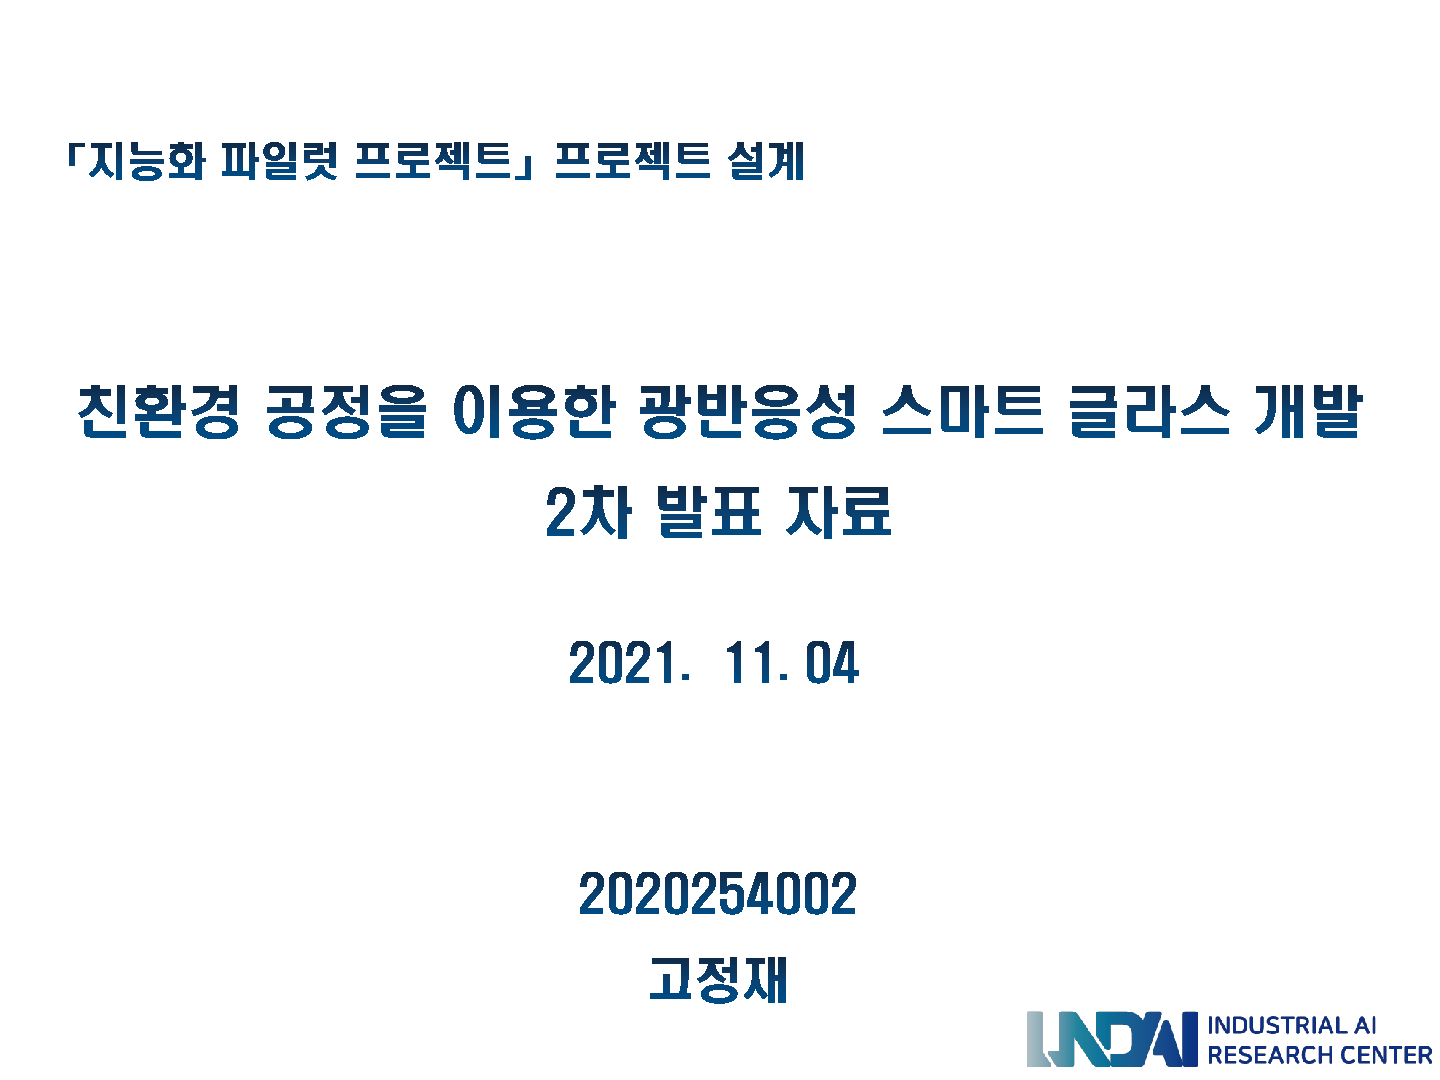 「지능화 파일럿 프로젝트」 프로젝트 설계
친환경 공정을 이용한 광반응성 스마트 글라스 개발
2차 발표 자료
2021. 11. 04
2020254002
고정재
INDAI INDUSTRIAL AI
RESEARCH CENTER